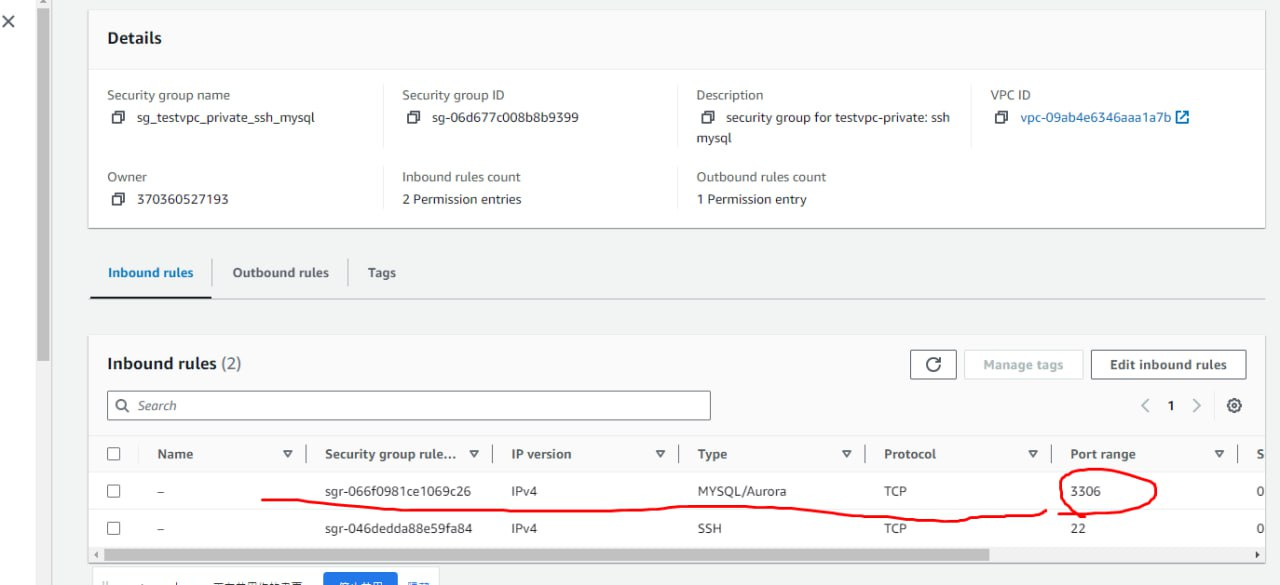 Details
Security group name
sg_testvpc_private_ssh_mysql
Security group ID
sg-06d677c008b8b9399
Description
security group for testvpc-private: ssh
mysql
VPC ID
vpc-09ab4e6346aaa1a7b
Owner
370360527193
Inbound rules count
2 Permission entries
Outbound rules count
1 Permission entry
Inbound rules
Outbound rules
Tags
Inbound rules (2)
Manage tags
Edit inbound rules
Search
1
Name
Security group rule...
IP version
Type
Protocol
Port range
S
– sgr-066f0981ce1069c26 IPv4 MYSQL/Aurora TCP 3306 0
– sgr-046dedda88e59fa84 IPv4 SSH TCP 22 0